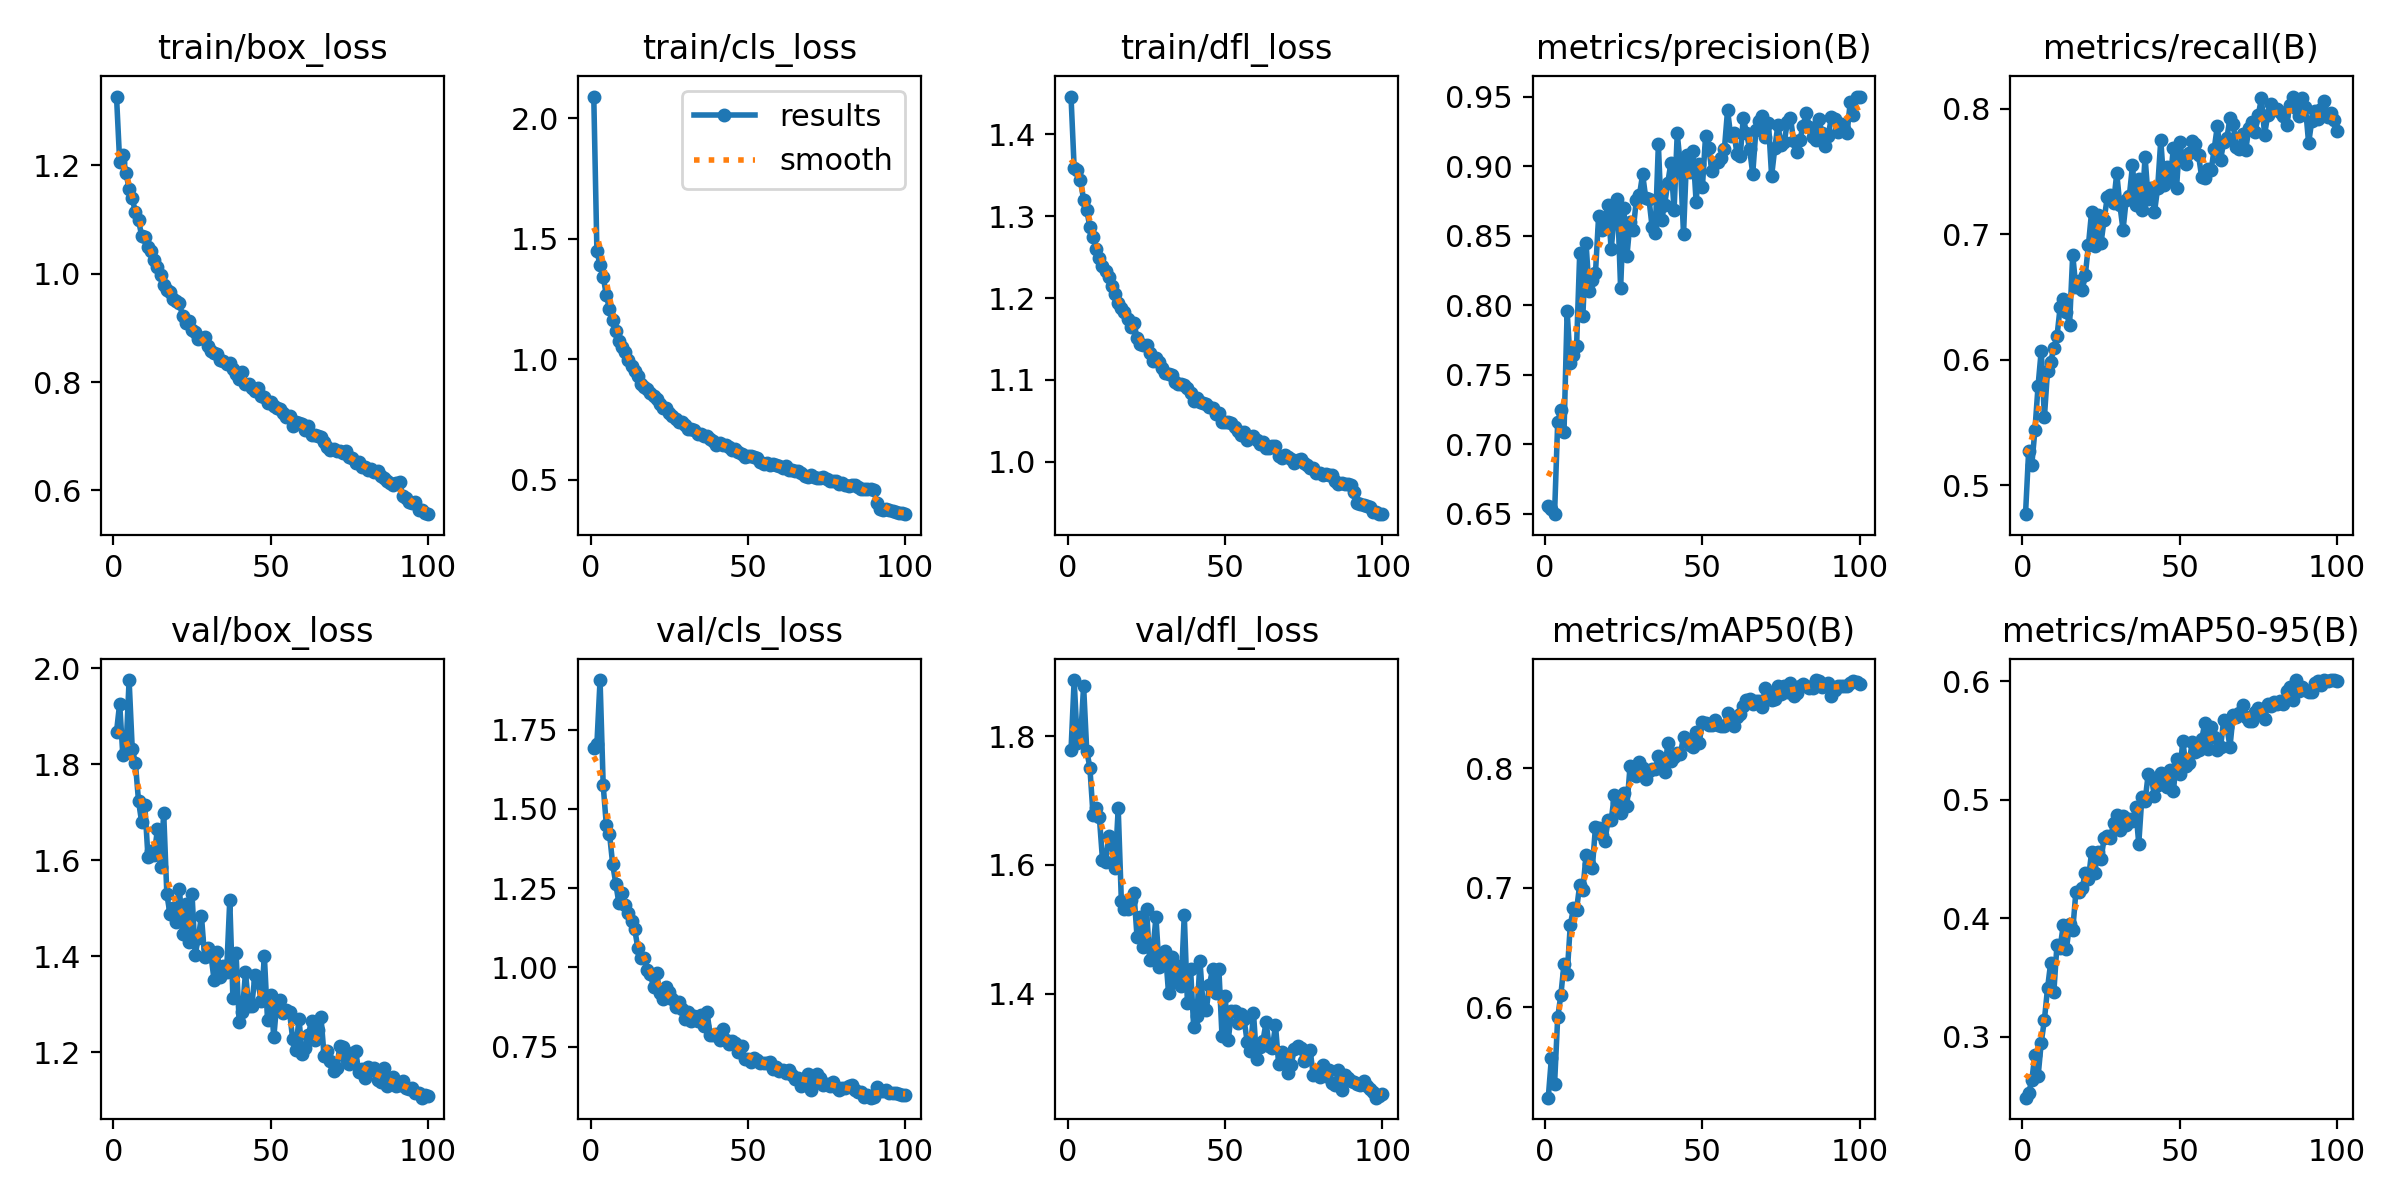 train/box_loss
1.2
1.0
0.8
0.6
0 50 100
train/cls_loss
results
smooth
2.0
1.5
1.0
0.5
0 50 100
train/dfl_loss
1.4
1.3
1.2
1.1
1.0
0 50 100
metrics/precision(B)
0.95
0.90
0.85
0.80
0.75
0.70
0.65
0 50 100
metrics/recall(B)
0.8
0.7
0.6
0.5
0 50 100
val/box_loss
2.0
1.8
1.6
1.4
1.2
0 50 100
val/cls_loss
1.75
1.50
1.25
1.00
0.75
0 50 100
val/dfl_loss
1.8
1.6
1.4
0 50 100
metrics/mAP50(B)
0.8
0.7
0.6
0 50 100
metrics/mAP50-95(B)
0.6
0.5
0.4
0.3
0 50 100